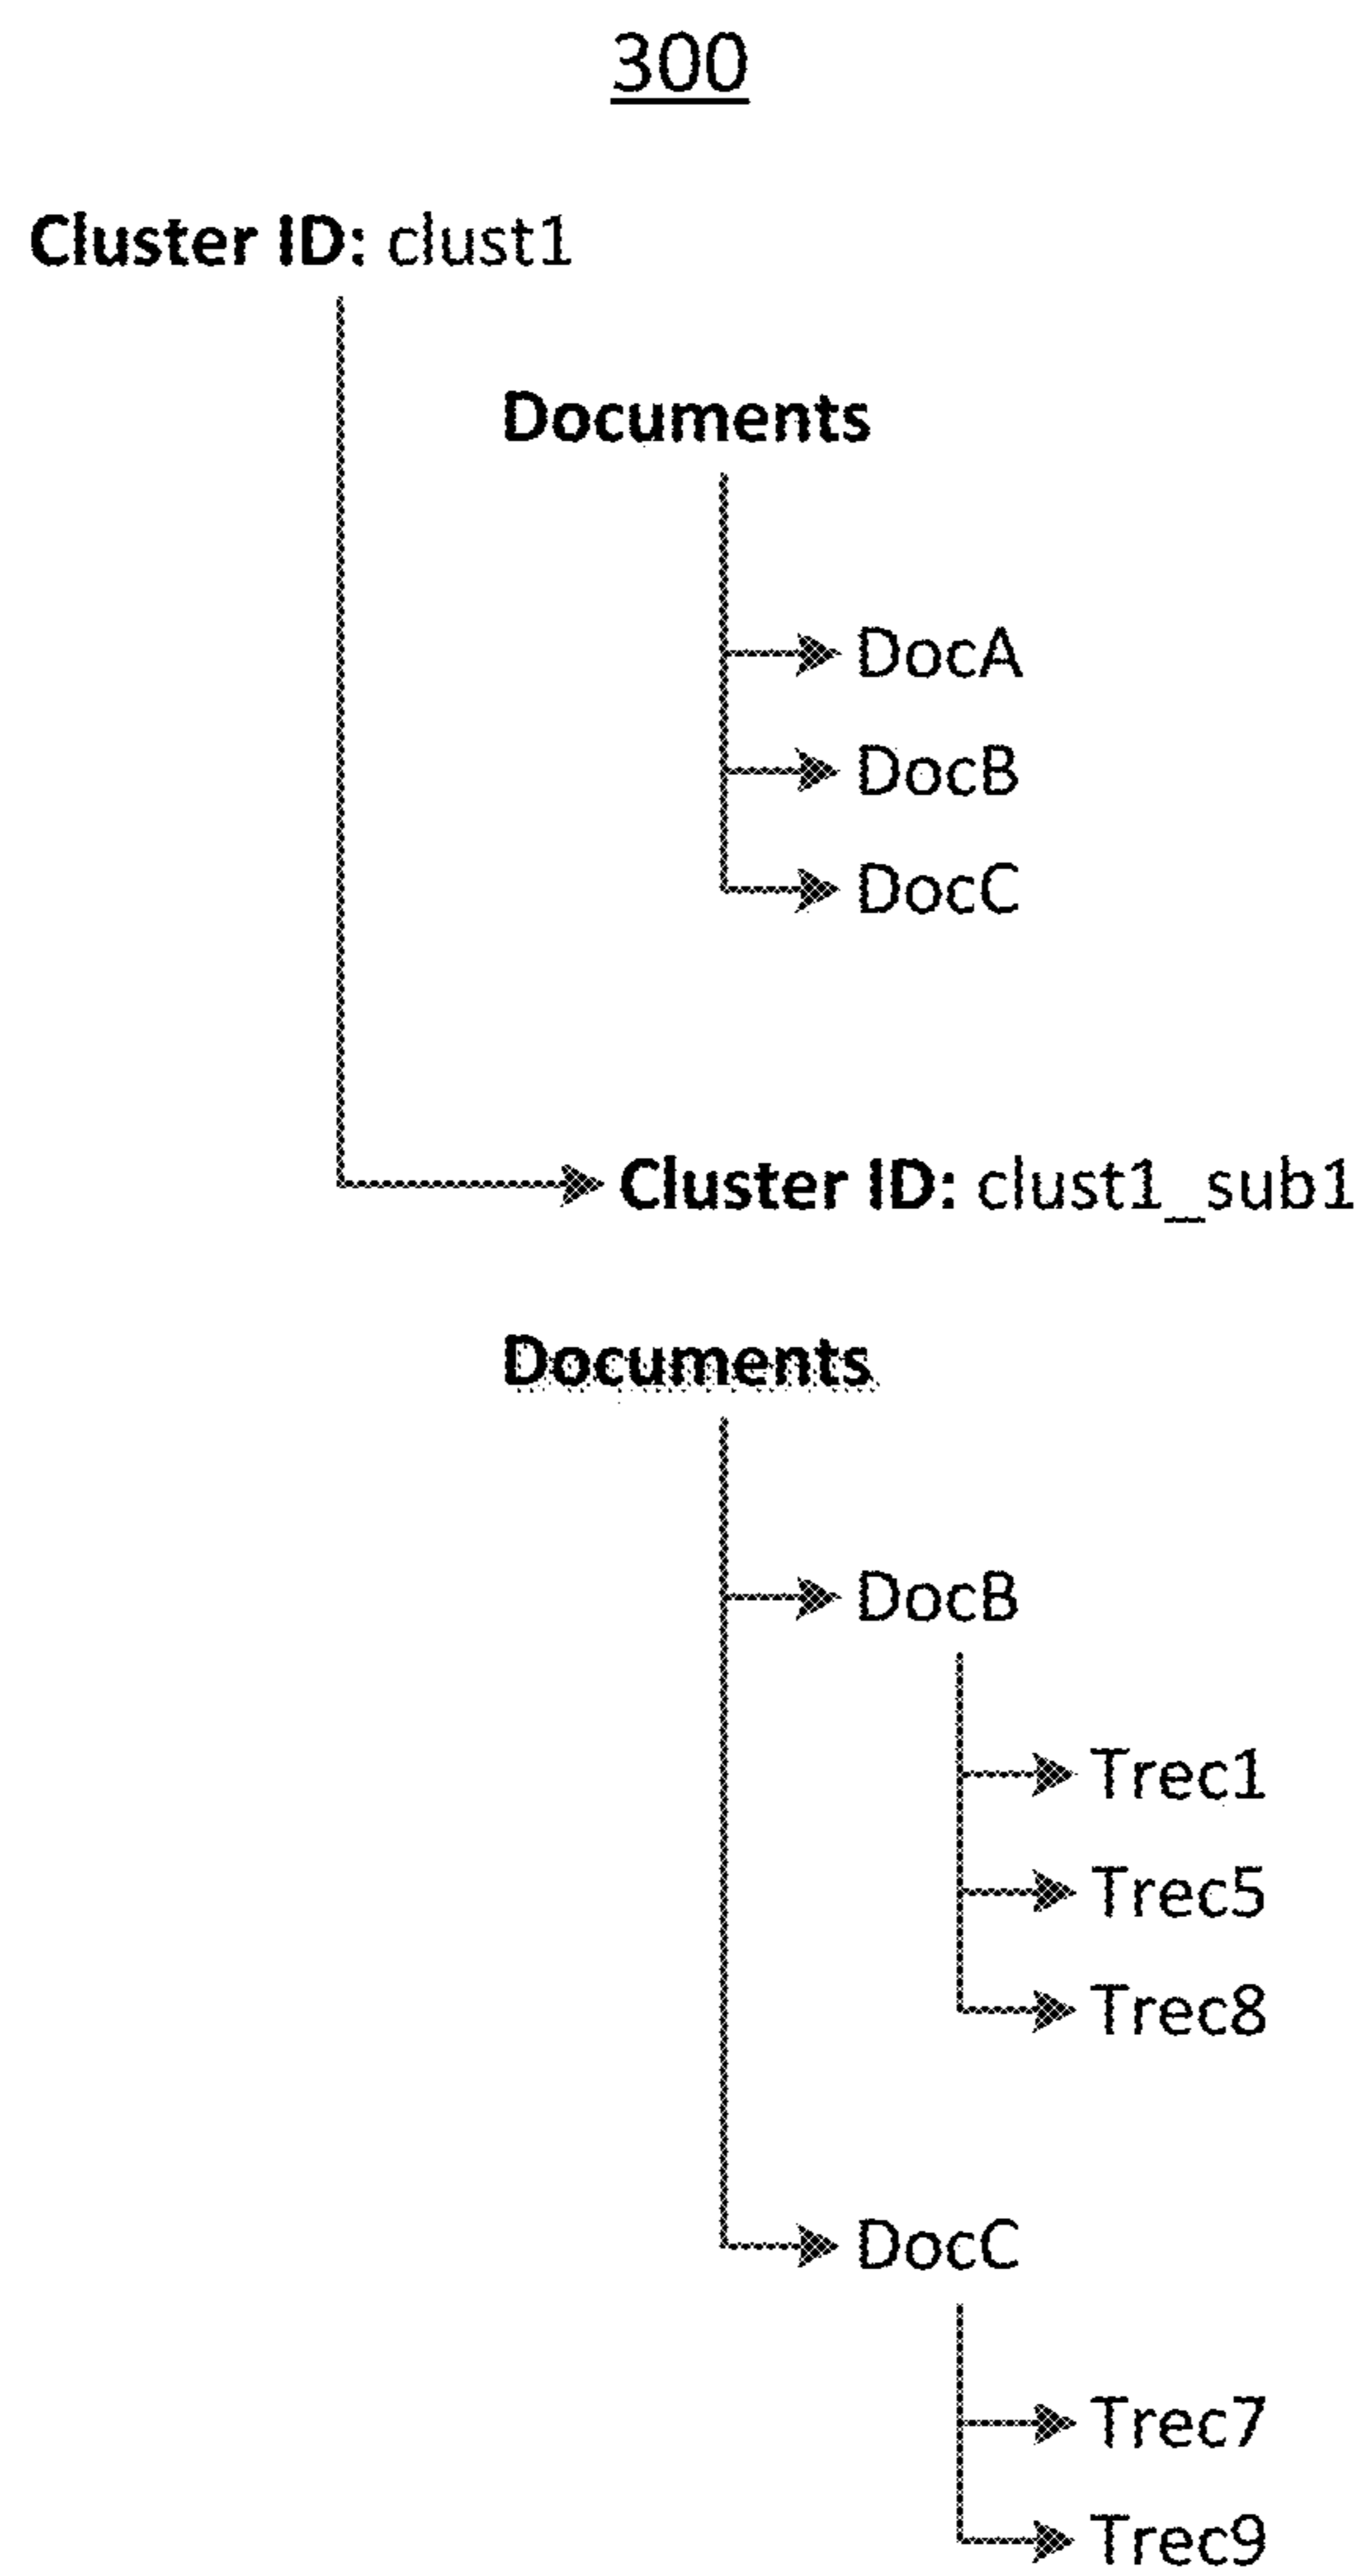 300
Cluster ID: clust1
Documents
DocA
DocB
DocC
Cluster ID: clust1_sub1
Documents
DocB
Trec1
Trec5
Trec8
DocC
Trec7
Trec9